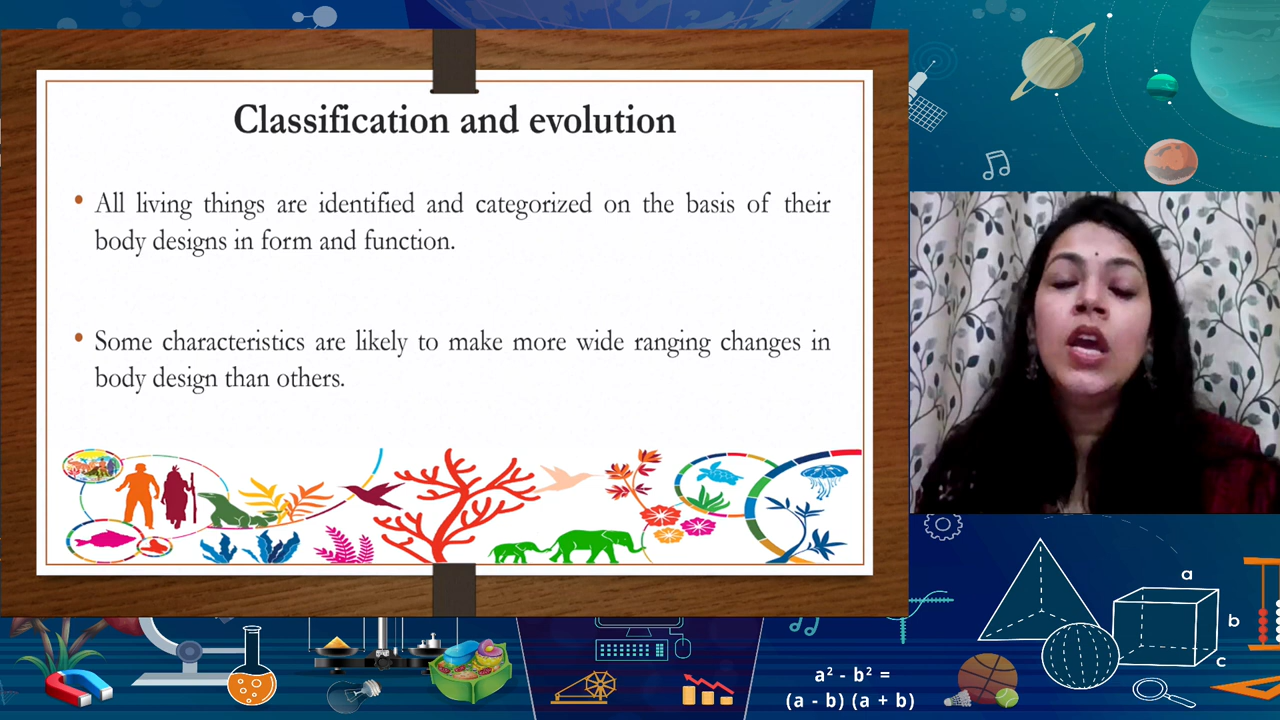 Classification and evolution
• All living things are identified and categorized on the basis of their
body designs in form and function.
• Some characteristics are likely to make more wide ranging changes in
body design than others.
a
b
c
a² - b² =
(a - b) (a + b)